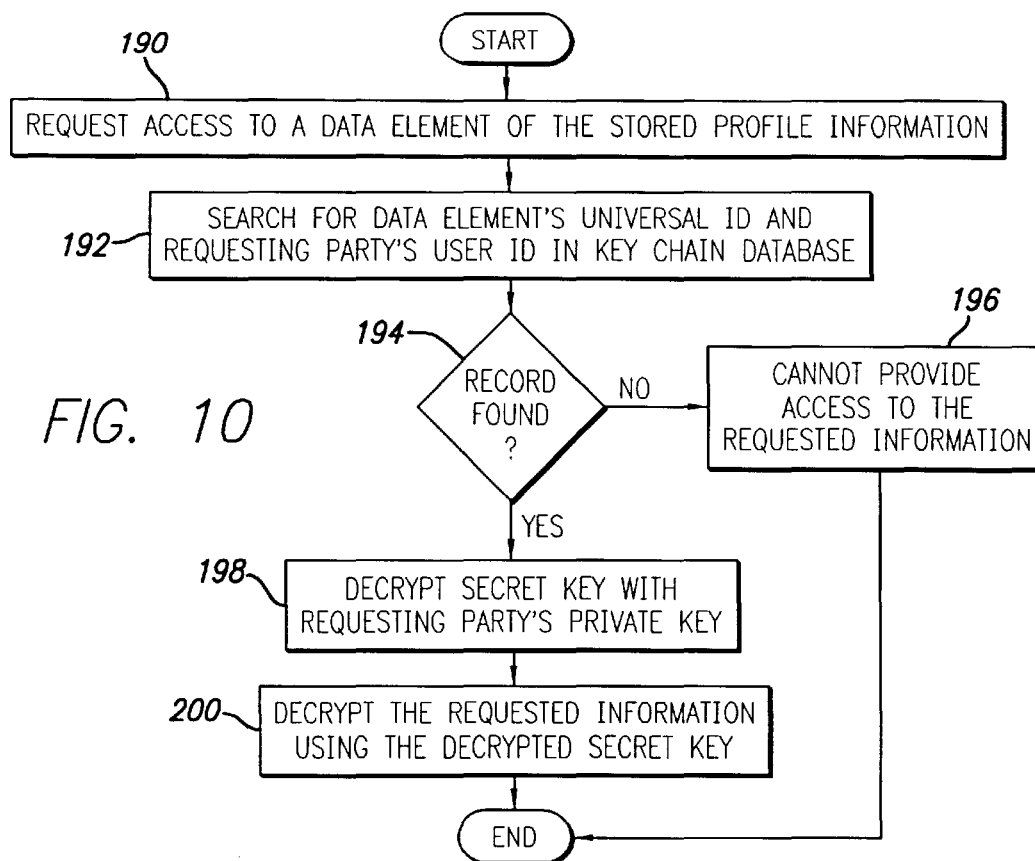 START
190
REQUEST ACCESS TO A DATA ELEMENT OF THE STORED PROFILE INFORMATION
192
SEARCH FOR DATA ELEMENT'S UNIVERSAL ID AND
REQUESTING PARTY'S USER ID IN KEY CHAIN DATABASE
194
RECORD
FOUND
?
NO
196
CANNOT PROVIDE
ACCESS TO THE
REQUESTED INFORMATION
FIG. 10
YES
198
DECRYPT SECRET KEY WITH
REQUESTING PARTY'S PRIVATE KEY
200
DECRYPT THE REQUESTED INFORMATION
USING THE DECRYPTED SECRET KEY
END